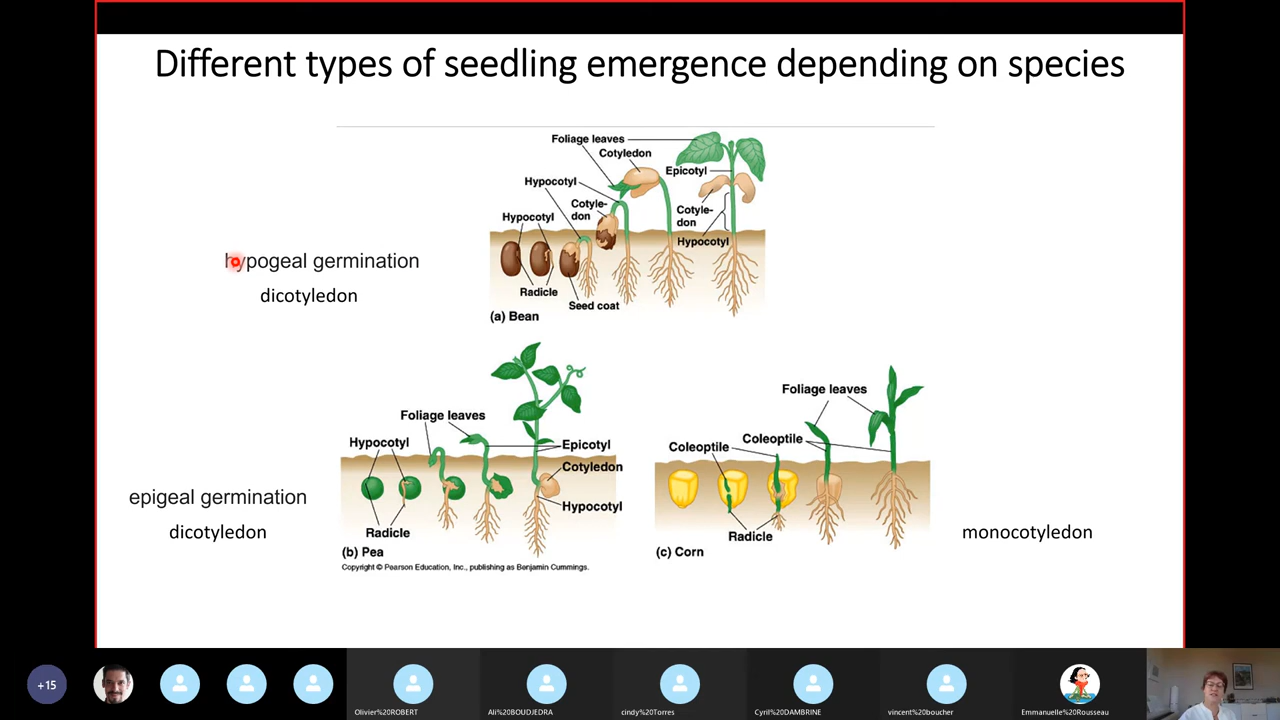 Different types of seedling emergence depending on species
Foliage leaves
Cotyledon
Epicotyl
Hypocotyl
Cotyle-
don
Hypocotyl
Cotyle-
don
Hypocotyl
Radicle
Seed coat
(a) Bean
hypogeal germination
dicotyledon
Foliage leaves
Hypocotyl
Epicotyl
Cotyledon
Hypocotyl
Radicle
(b) Pea
Copyright © Pearson Education, Inc., publishing as Benjamin Cummings.
epigeal germination
dicotyledon
Foliage leaves
Coleoptile
Coleoptile
Radicle
(c) Corn
monocotyledon
+15
Olivier%20ROBERT
Ali%20BOUDJEDRA
cindy%20Torres
Cyril%20DAMBRINE
vincent%20boucher
Emmanuelle%20Rousseau